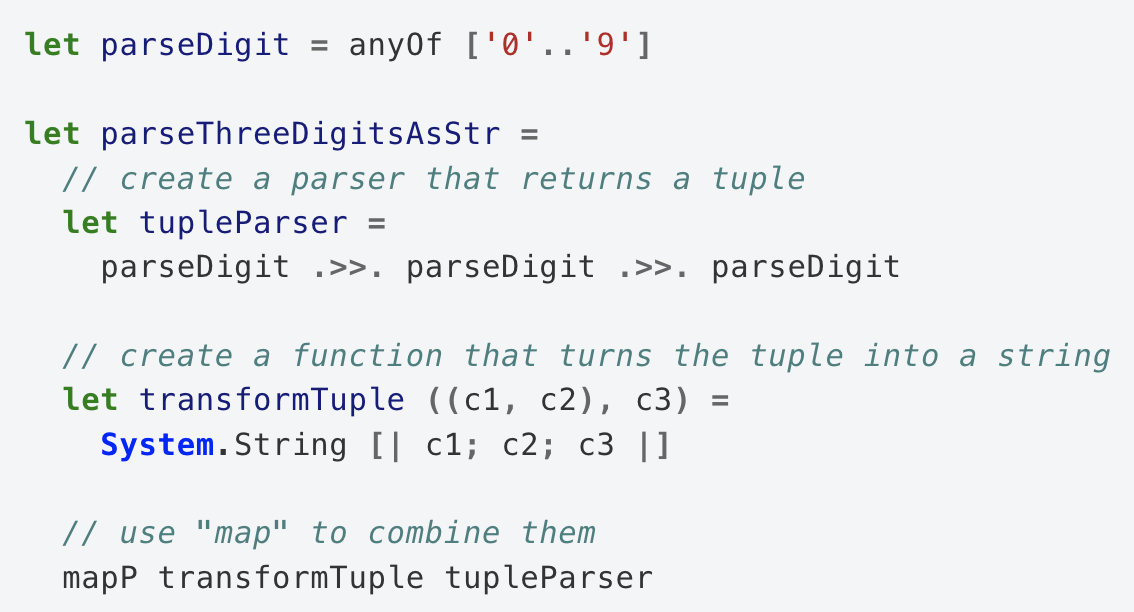 let parseDigit = anyOf ['0'..'9']
let parseThreeDigitsAsStr =
// create a parser that returns a tuple
let tupleParser =
parseDigit .>>. parseDigit .>>. parseDigit
// create a function that turns the tuple into a string
let transformTuple ((c1, c2), c3) =
System.String [| c1; c2; c3 |]
// use "map" to combine them
mapP transformTuple tupleParser